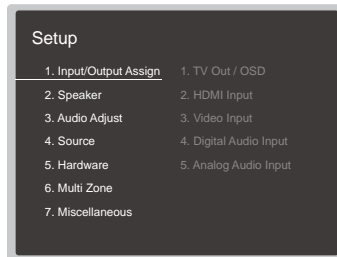 Setup
1. Input/Output Assign
2. Speaker
3. Audio Adjust
4. Source
5. Hardware
6. Multi Zone
7. Miscellaneous
1. TV Out / OSD
2. HDMI Input
3. Video Input
4. Digital Audio Input
5. Analog Audio Input